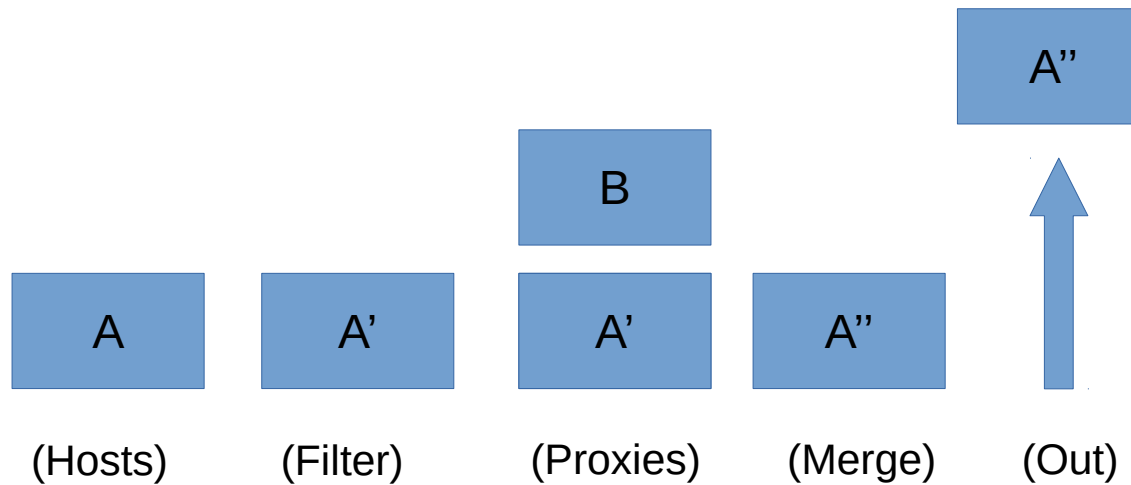 A’’
B
A
A’
A’
A’’
(Hosts)
(Filter)
(Proxies)
(Merge)
(Out)